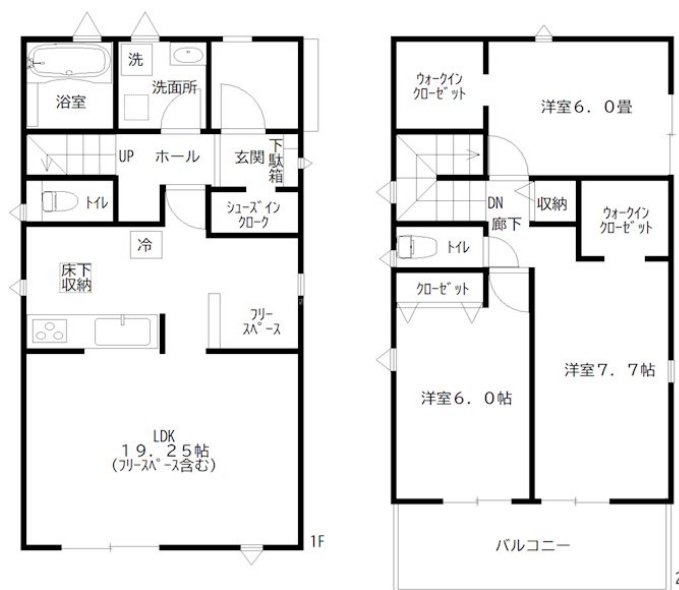 洗
洗面所
浴室
UP
ホール
玄関
下駄箱
トイレ
シューズイン
クローク
冷
床下
収納
フリー
スペース
LDK
19.25帖
(フリースペース含む)
1F
ウォークイン
クローゼット
洋室6.0畳
DN
廊下
収納
ウォークイン
クローゼット
トイレ
クローゼット
洋室6.0帖
洋室7.7帖
バルコニー
2